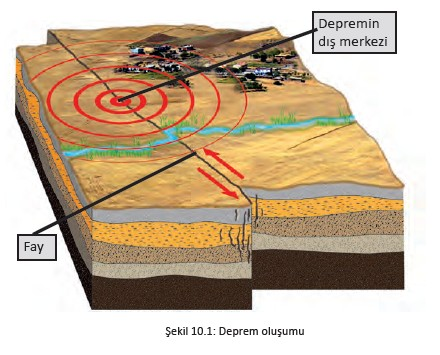 Depremin
dış merkezi
Fay
Şekil 10.1: Deprem oluşumu